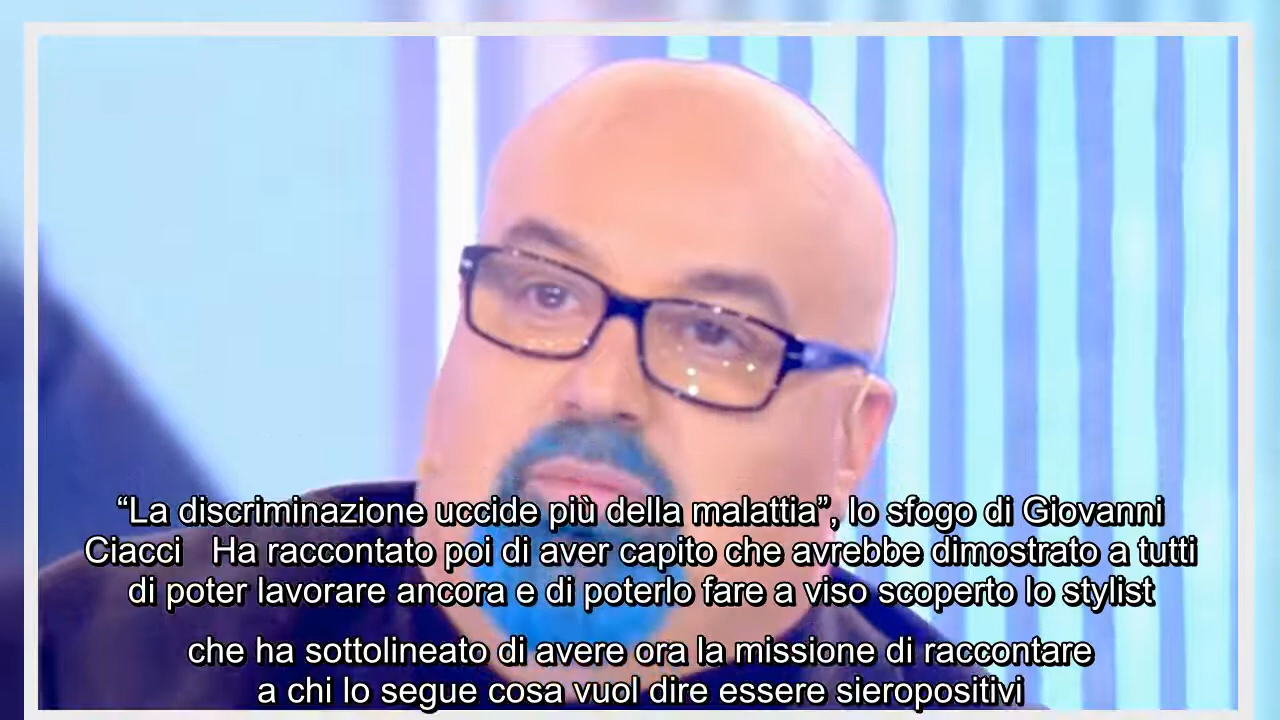 “La discriminazione uccide più della malattia”, lo sfogo di Giovanni
Ciacci   Ha raccontato poi di aver capito che avrebbe dimostrato a tutti
di poter lavorare ancora e di poterlo fare a viso scoperto lo stylist
che ha sottolineato di avere ora la missione di raccontare
a chi lo segue cosa vuol dire essere sieropositivi